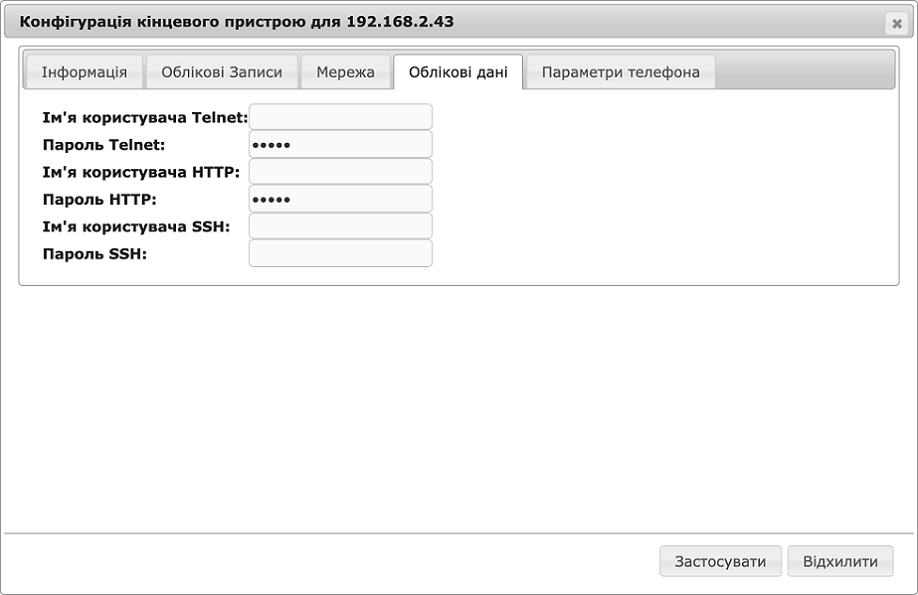 Конфігурація кінцевого пристрою для 192.168.2.43
Інформація Облікові Записи Мережа Облікові дані Параметри телефона
Ім'я користувача Telnet:
Пароль Telnet: •••••
Ім'я користувача HTTP:
Пароль HTTP: •••••
Ім'я користувача SSH:
Пароль SSH:
Застосувати Відхилити